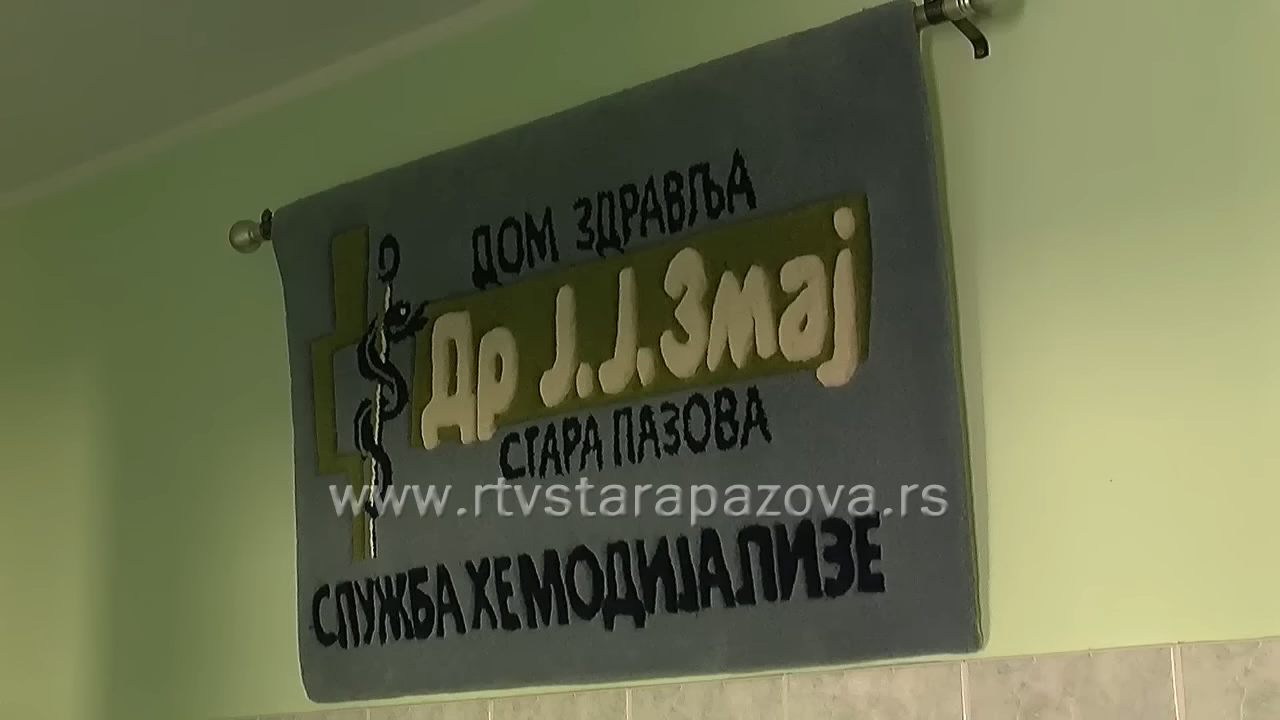 ДОМ ЗДРАВЉА
Др Ј.Ј.Змај
СТАРА ПАЗОВА
www.rtvstarapazova.rs
СЛУЖБА ХЕМОДИЈАЛИЗЕ